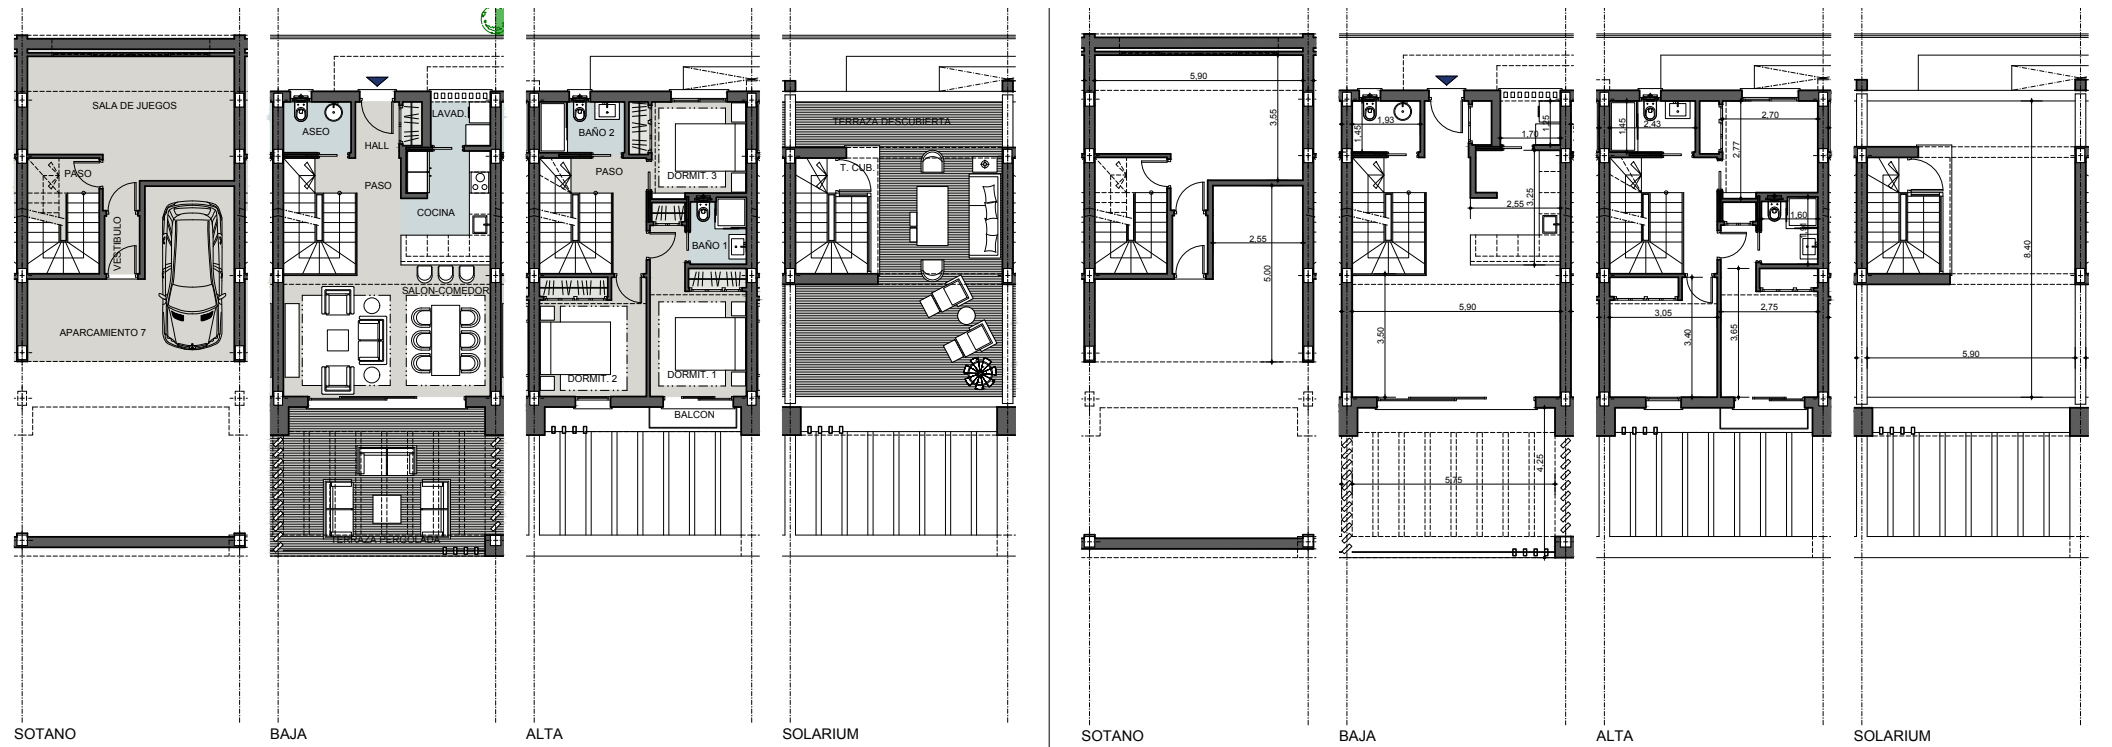 SALA DE JUEGOS
PASO
VESTIBULO
APARCAMIENTO 7
SOTANO
ASEO
HALL
LAVAD.
PASO
COCINA
SALON-COMEDOR
TERRAZA PERGOLADA
BAJA
BAÑO 2
PASO
DORMIT. 3
BAÑO 1
DORMIT. 2
DORMIT. 1
BALCON
ALTA
TERRAZA DESCUBIERTA
T. CUB.
SOLARIUM
5,90
3,55
2,55
5,00
SOTANO
1,93
1,45
1,70
1,25
2,55
3,25
5,90
3,50
5,75
4,25
BAJA
1,45
2,43
2,70
2,77
1,60
3,05
2,75
3,40
3,65
ALTA
8,40
5,90
SOLARIUM